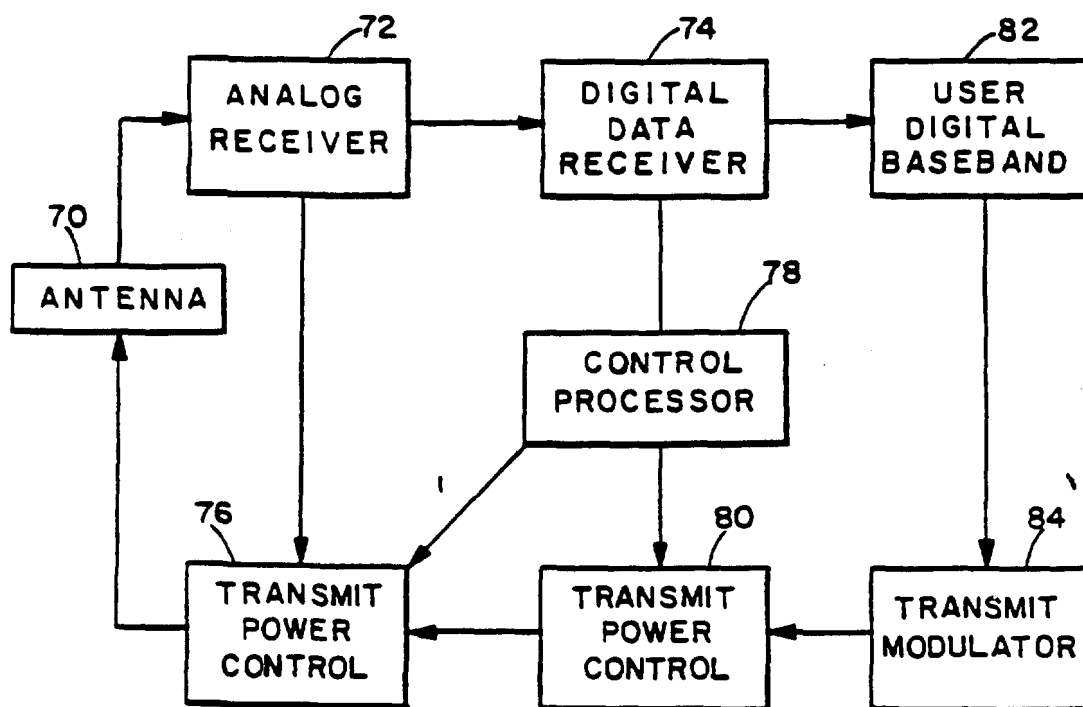 72
74
82
ANALOG
RECEIVER
DIGITAL
DATA
RECEIVER
USER
DIGITAL
BASEBAND
70
ANTENNA
78
CONTROL
PROCESSOR
76
80
84
TRANSMIT
POWER
CONTROL
TRANSMIT
POWER
CONTROL
TRANSMIT
MODULATOR